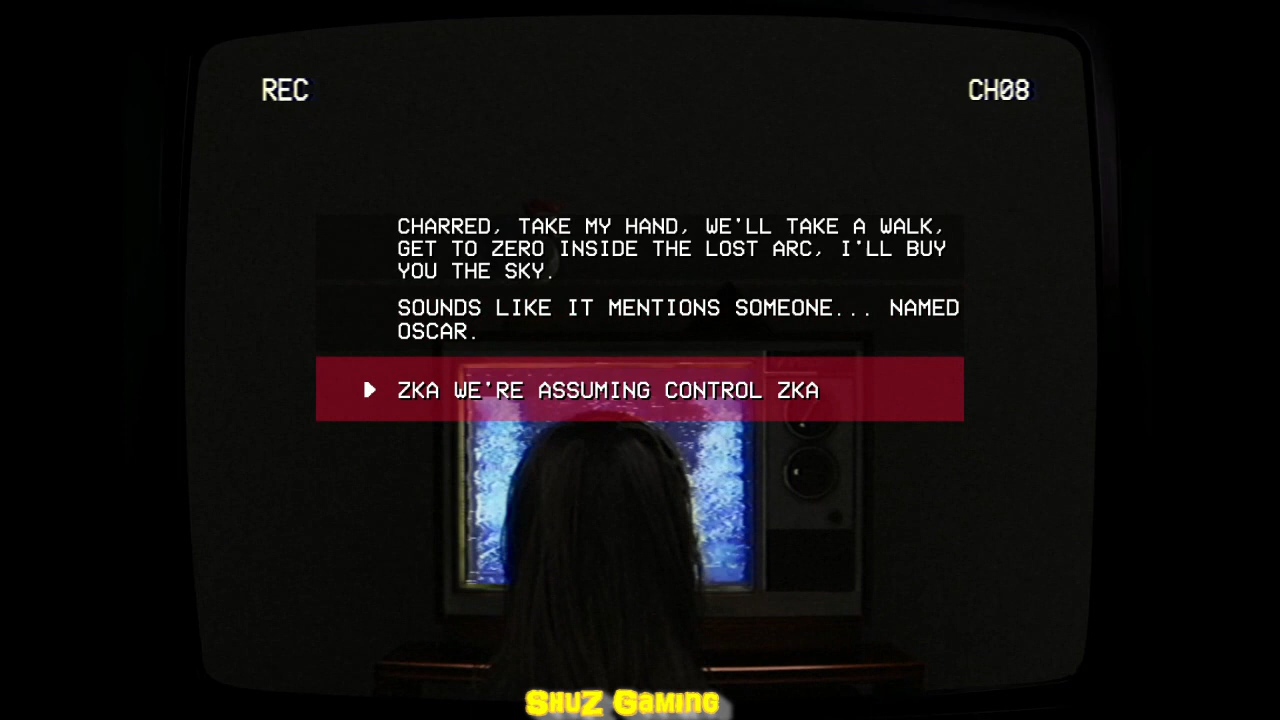 REC
CH08
CHARRED, TAKE MY HAND, WE'LL TAKE A WALK,
GET TO ZERO INSIDE THE LOST ARC, I'LL BUY
YOU THE SKY.
SOUNDS LIKE IT MENTIONS SOMEONE... NAMED
OSCAR.
ZKA WE'RE ASSUMING CONTROL ZKA
ShuZ Gaming